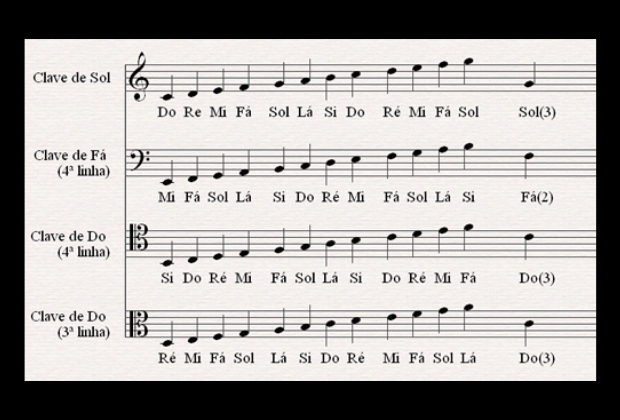 Clave de Sol
Do Re Mi Fá Sol Lá Si Do Ré Mi Fá Sol Sol(3)
Clave de Fá
(4ª linha)
Mi Fá Sol Lá Si Do Ré Mi Fá Sol Lá Si Fá(2)
Clave de Do
(4ª linha)
Si Do Ré Mi Fá Sol Lá Si Do Ré Mi Fá Do(3)
Clave de Do
(3ª linha)
Ré Mi Fá Sol Lá Si Do Ré Mi Fá Sol Lá Do(3)